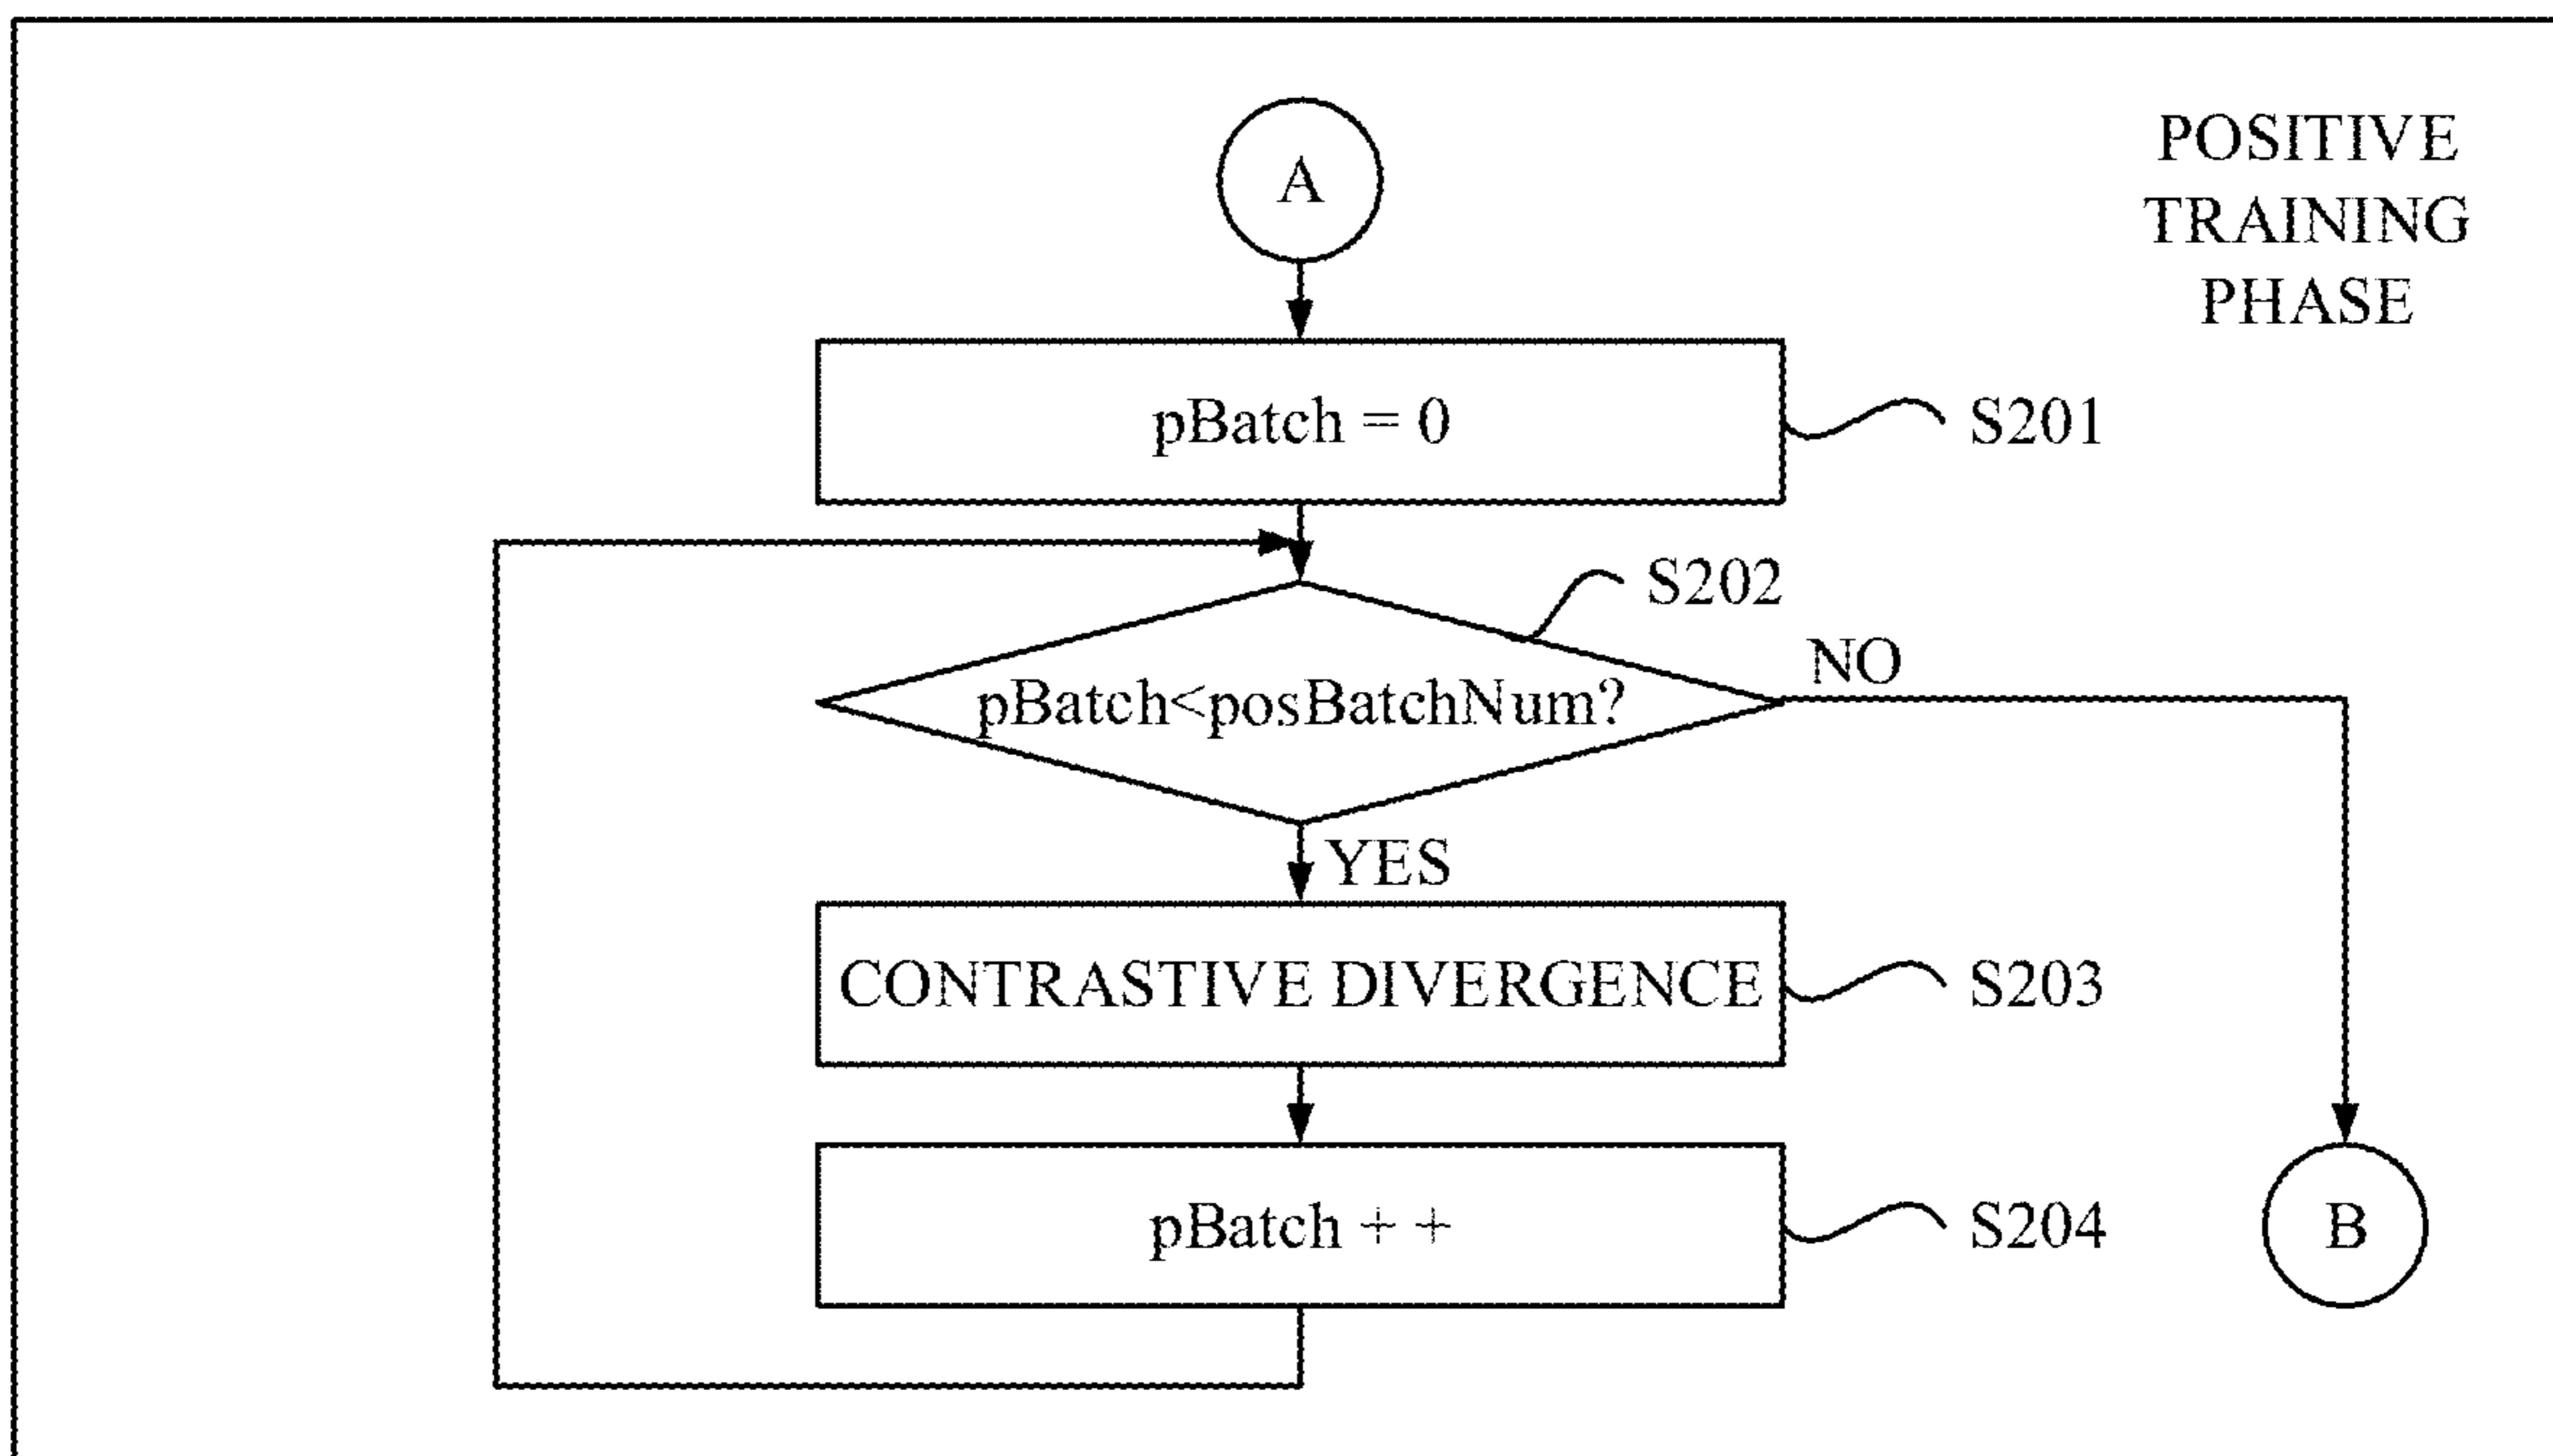 POSITIVE
TRAINING
PHASE
A
pBatch = 0
S201
S202
pBatch<posBatchNum?
NO
YES
CONTRASTIVE DIVERGENCE
S203
pBatch + +
S204
B